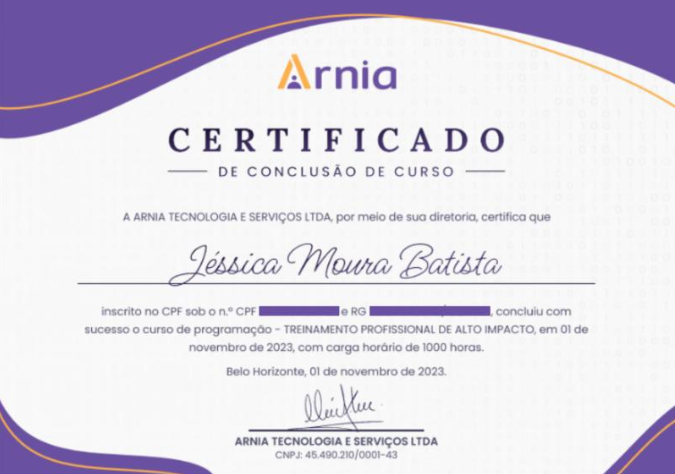 Arnia
CERTIFICADO
DE CONCLUSÃO DE CURSO
A ARNIA TECNOLOGIA E SERVIÇOS LTDA, por meio de sua diretoria, certifica que
Jéssica Moura Batista
inscrito no CPF sob o n.º CPF e RG , concluiu com
sucesso o curso de programação - TREINAMENTO PROFISSIONAL DE ALTO IMPACTO, em 01 de
novembro de 2023, com carga horário de 1000 horas.
Belo Horizonte, 01 de novembro de 2023.
ARNIA TECNOLOGIA E SERVIÇOS LTDA
CNPJ: 45.490.210/0001-43